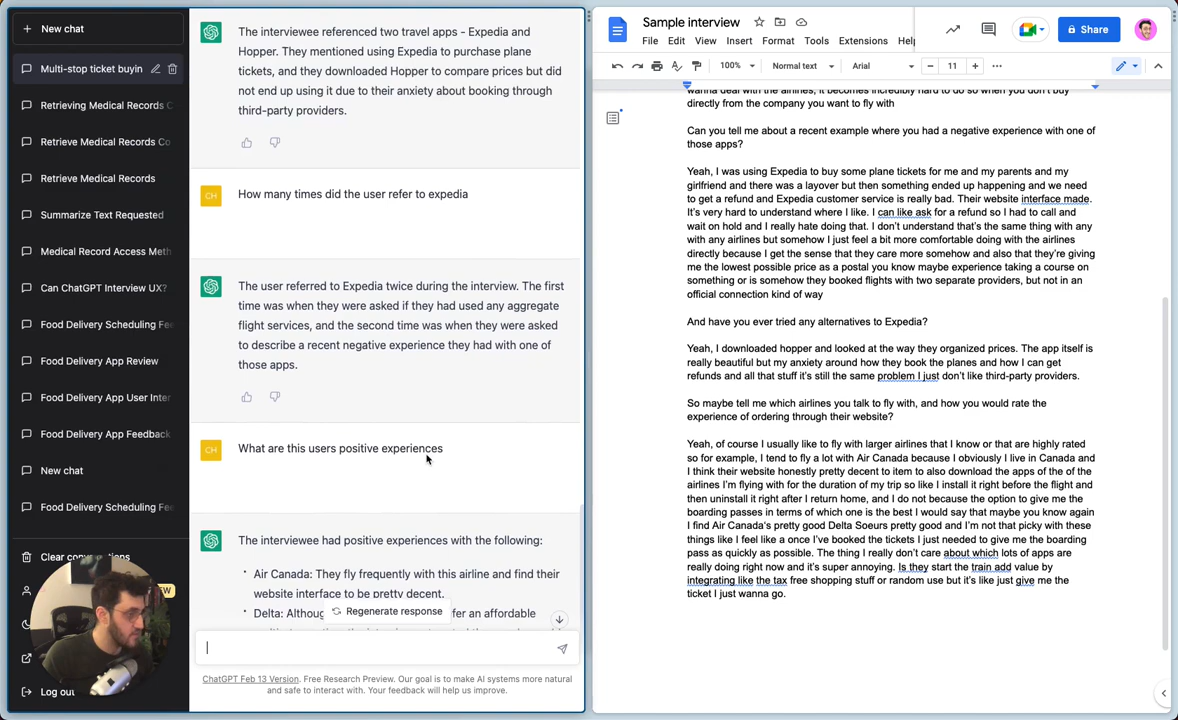 New chat
Multi-stop ticket buyin
Retrieving Medical Records C
Retrieve Medical Records Co
Retrieve Medical Records
Summarize Text Requested
Medical Record Access Meth
Can ChatGPT Interview UX?
Food Delivery Scheduling Fee
Food Delivery App Review
Food Delivery App User Inter
Food Delivery App Feedback
New chat
Food Delivery Scheduling Fee
Clear conversations
NEW
Log out
The interviewee referenced two travel apps - Expedia and
Hopper. They mentioned using Expedia to purchase plane
tickets, and they downloaded Hopper to compare prices but did
not end up using it due to their anxiety about booking through
third-party providers.
CH
How many times did the user refer to expedia
The user referred to Expedia twice during the interview. The first
time was when they were asked if they had used any aggregate
flight services, and the second time was when they were asked
to describe a recent negative experience they had with one of
those apps.
CH
What are this users positive experiences
The interviewee had positive experiences with the following:
• Air Canada: They fly frequently with this airline and find their
website interface to be pretty decent.
• Delta: Althoug
fer an affordable
Regenerate response
ChatGPT Feb 13 Version. Free Research Preview. Our goal is to make AI systems more natural
and safe to interact with. Your feedback will help us improve.
Sample interview
File Edit View Insert Format Tools Extensions Help
Share
100% Normal text Arial 11
wanna deal with the airlines, it becomes incredibly hard to do so when you don't buy
directly from the company you want to fly with
Can you tell me about a recent example where you had a negative experience with one of
those apps?
Yeah, I was using Expedia to buy some plane tickets for me and my parents and my
girlfriend and there was a layover but then something ended up happening and we need
to get a refund and Expedia customer service is really bad. Their website interface made.
It's very hard to understand where I like. I can like ask for a refund so I had to call and
wait on hold and I really hate doing that. I don't understand that's the same thing with any
with any airlines but somehow I just feel a bit more comfortable doing with the airlines
directly because I get the sense that they care more somehow and also that they're giving
me the lowest possible price as a postal you know maybe experience taking a course on
something or is somehow they booked flights with two separate providers, but not in an
official connection kind of way
And have you ever tried any alternatives to Expedia?
Yeah, I downloaded hopper and looked at the way they organized prices. The app itself is
really beautiful but my anxiety around how they book the planes and how I can get
refunds and all that stuff it's still the same problem I just don't like third-party providers.
So maybe tell me which airlines you talk to fly with, and how you would rate the
experience of ordering through their website?
Yeah, of course I usually like to fly with larger airlines that I know or that are highly rated
so for example, I tend to fly a lot with Air Canada because I obviously I live in Canada and
I think their website honestly pretty decent to item to also download the apps of the of the
airlines I'm flying with for the duration of my trip so like I install it right before the flight and
then uninstall it right after I return home, and I do not because the option to give me the
boarding passes in terms of which one is the best I would say that maybe you know again
I find Air Canada's pretty good Delta Soeurs pretty good and I'm not that picky with these
things like I feel like a once I've booked the tickets I just needed to give me the boarding
pass as quickly as possible. The thing I really don't care about which lots of apps are
really doing right now and it's super annoying. Is they start the train add value by
integrating like the tax free shopping stuff or random use but it's like just give me the
ticket I just wanna go.